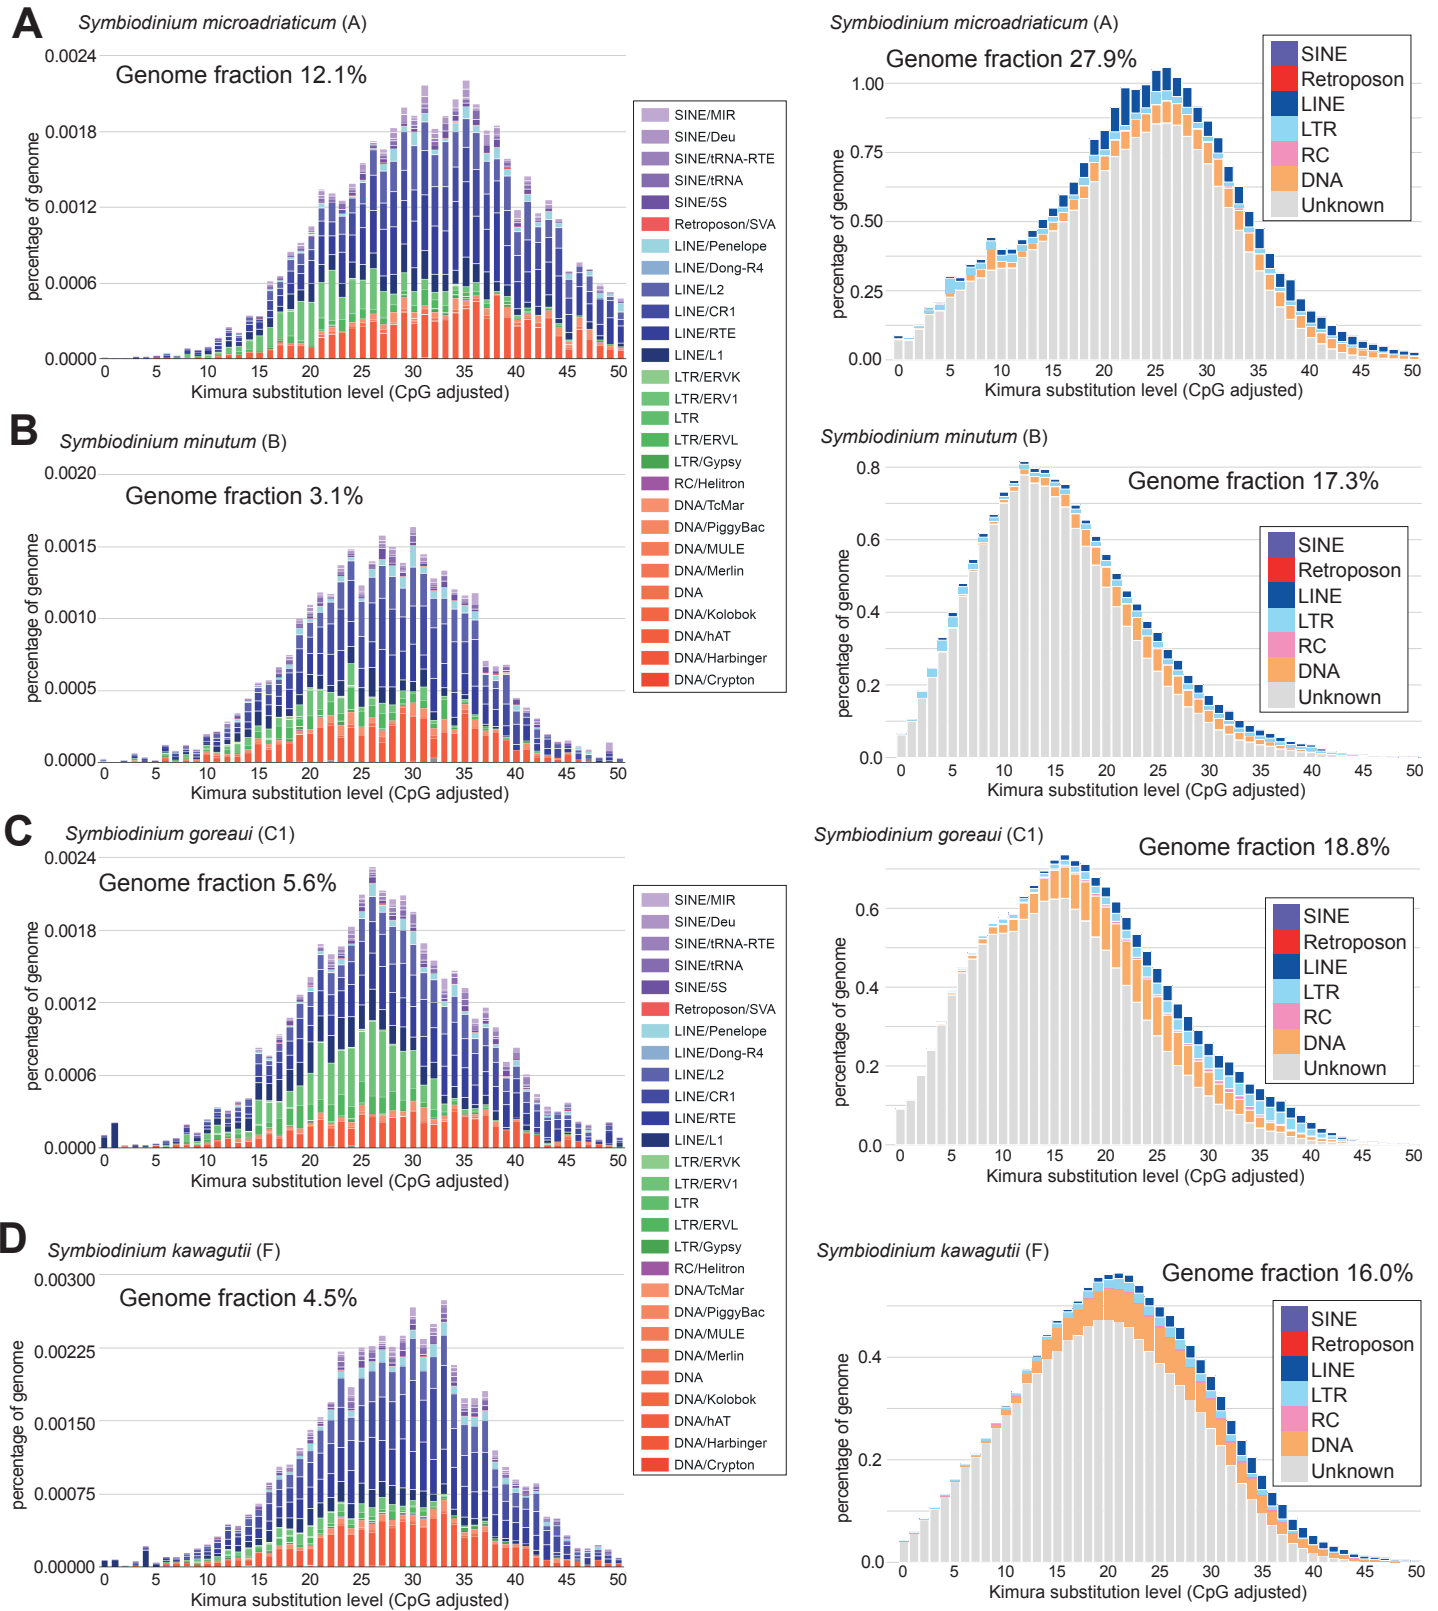 A
Symbiodinium microadriaticum (A)
Genome fraction 12.1%
percentage of genome
0.0024
0.0018
0.0012
0.0006
0.0000
0 5 10 15 20 25 30 35 40 45 50
Kimura substitution level (CpG adjusted)
Symbiodinium microadriaticum (A)
Genome fraction 27.9%
percentage of genome
1.00
0.75
0.50
0.25
0.00
0 5 10 15 20 25 30 35 40 45 50
Kimura substitution level (CpG adjusted)
SINE
Retroposon
LINE
LTR
RC
DNA
Unknown
SINE/MIR
SINE/Deu
SINE/tRNA-RTE
SINE/tRNA
SINE/5S
Retroposon/SVA
LINE/Penelope
LINE/Dong-R4
LINE/L2
LINE/CR1
LINE/RTE
LINE/L1
LTR/ERVK
LTR/ERV1
LTR
LTR/ERVL
LTR/Gypsy
RC/Helitron
DNA/TcMar
DNA/PiggyBac
DNA/MULE
DNA/Merlin
DNA
DNA/Kolobok
DNA/hAT
DNA/Harbinger
DNA/Crypton
B
Symbiodinium minutum (B)
Genome fraction 3.1%
percentage of genome
0.0020
0.0015
0.0010
0.0005
0.0000
0 5 10 15 20 25 30 35 40 45 50
Kimura substitution level (CpG adjusted)
Symbiodinium minutum (B)
Genome fraction 17.3%
percentage of genome
0.8
0.6
0.4
0.2
0.0
0 5 10 15 20 25 30 35 40 45 50
Kimura substitution level (CpG adjusted)
SINE
Retroposon
LINE
LTR
RC
DNA
Unknown
C
Symbiodinium goreaui (C1)
Genome fraction 5.6%
percentage of genome
0.0024
0.0018
0.0012
0.0006
0.0000
0 5 10 15 20 25 30 35 40 45 50
Kimura substitution level (CpG adjusted)
Symbiodinium goreaui (C1)
Genome fraction 18.8%
percentage of genome
0.6
0.4
0.2
0.0
0 5 10 15 20 25 30 35 40 45 50
Kimura substitution level (CpG adjusted)
SINE
Retroposon
LINE
LTR
RC
DNA
Unknown
SINE/MIR
SINE/Deu
SINE/tRNA-RTE
SINE/tRNA
SINE/5S
Retroposon/SVA
LINE/Penelope
LINE/Dong-R4
LINE/L2
LINE/CR1
LINE/RTE
LINE/L1
LTR/ERVK
LTR/ERV1
LTR
LTR/ERVL
LTR/Gypsy
RC/Helitron
DNA/TcMar
DNA/PiggyBac
DNA/MULE
DNA/Merlin
DNA
DNA/Kolobok
DNA/hAT
DNA/Harbinger
DNA/Crypton
D
Symbiodinium kawagutii (F)
Genome fraction 4.5%
percentage of genome
0.00300
0.00225
0.00150
0.00075
0.00000
0 5 10 15 20 25 30 35 40 45 50
Kimura substitution level (CpG adjusted)
Symbiodinium kawagutii (F)
Genome fraction 16.0%
percentage of genome
0.4
0.2
0.0
0 5 10 15 20 25 30 35 40 45 50
Kimura substitution level (CpG adjusted)
SINE
Retroposon
LINE
LTR
RC
DNA
Unknown